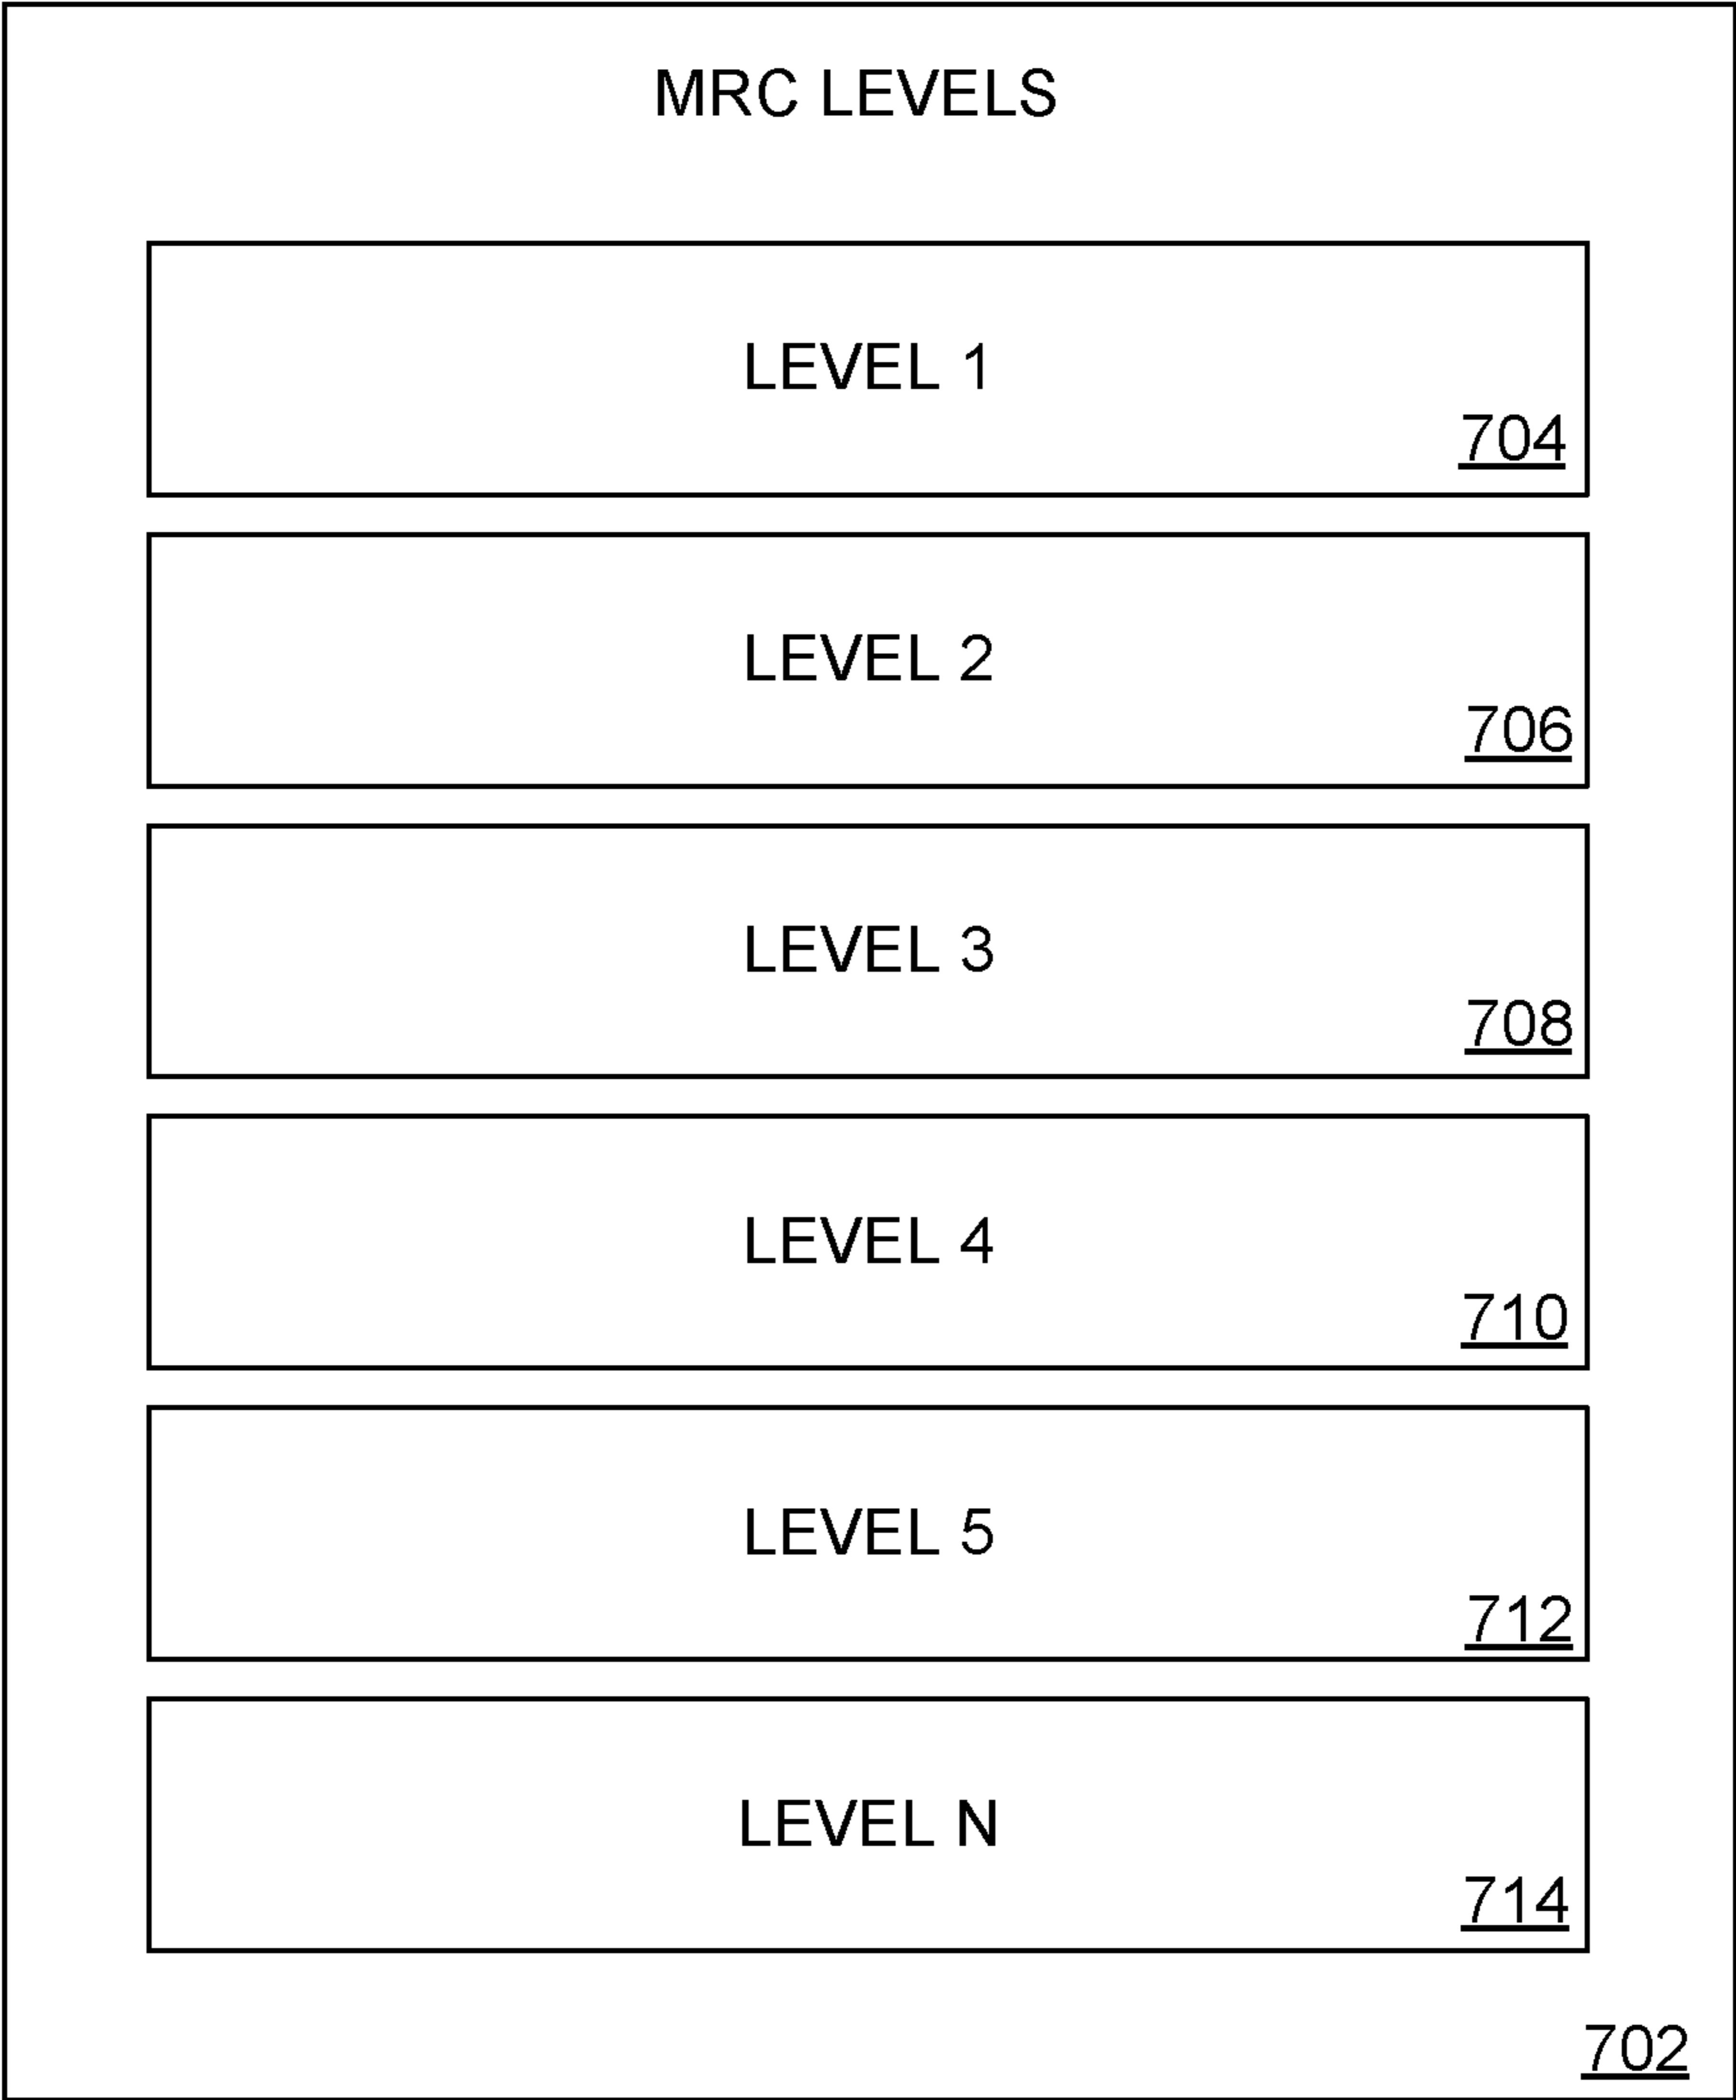 MRC LEVELS
LEVEL 1
704
LEVEL 2
706
LEVEL 3
708
LEVEL 4
710
LEVEL 5
712
LEVEL N
714
702